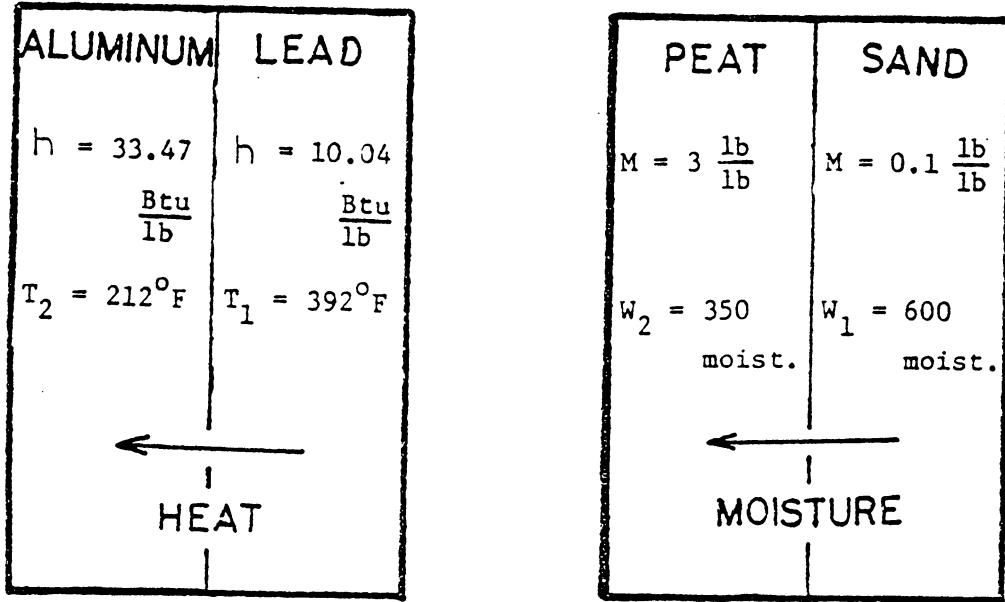 ALUMINUM LEAD
h = 33.47 h = 10.04
Btu/lb Btu/lb
T₂ = 212°F T₁ = 392°F
HEAT
PEAT SAND
M = 3 lb/lb M = 0.1 lb/lb
W₂ = 350 W₁ = 600
moist. moist.
MOISTURE